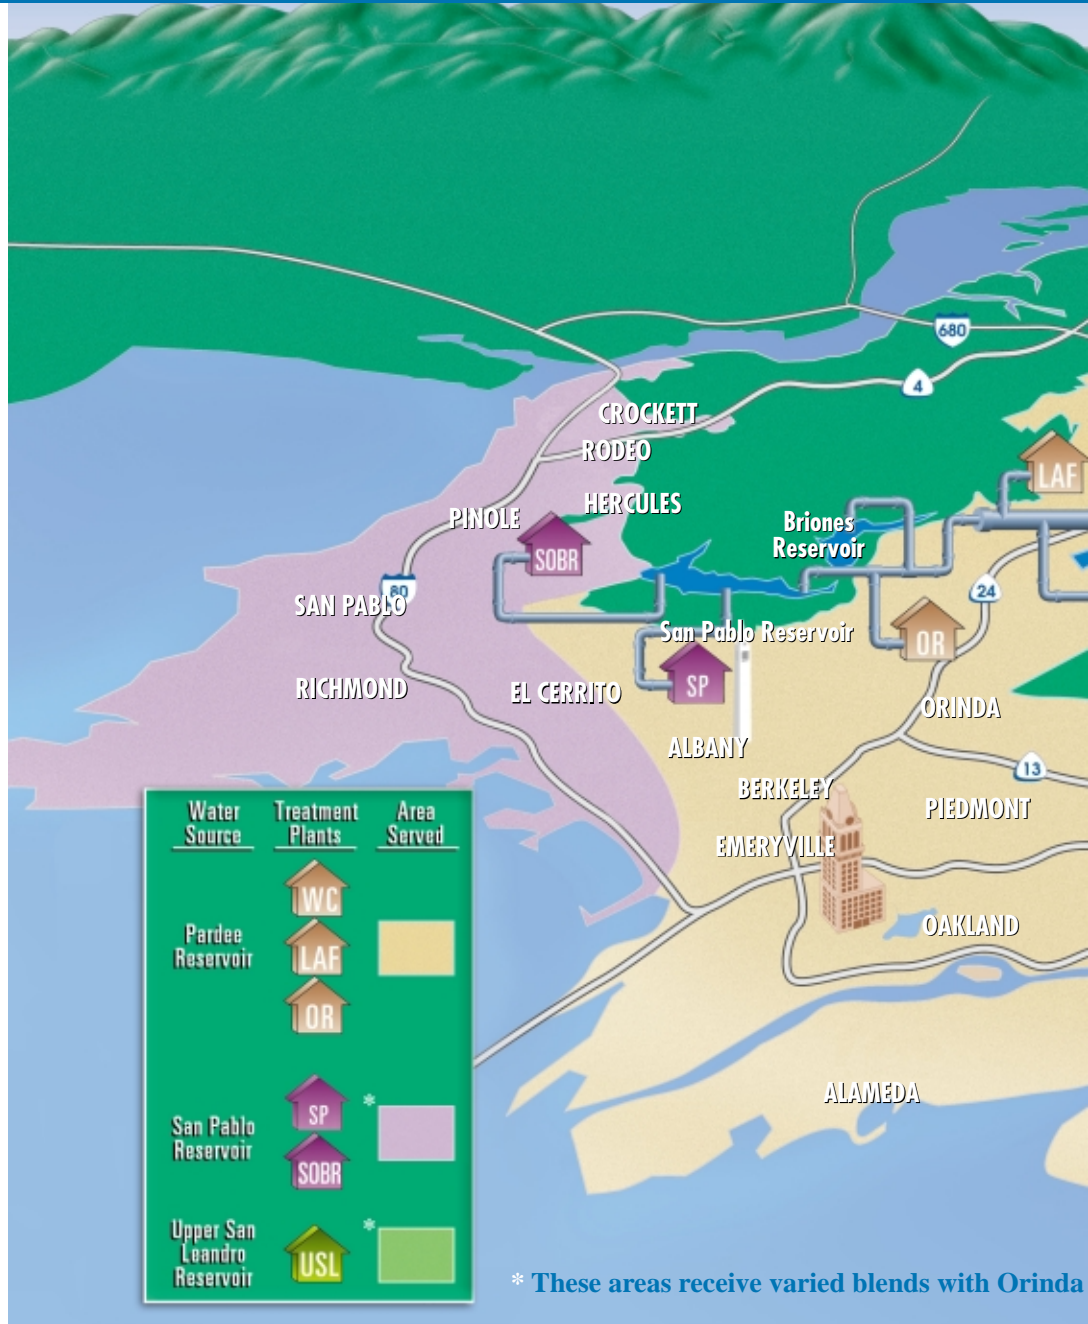 680
4
CROCKETT
RODEO
LAF
HERCULES
PINOLE
Briones
Reservoir
SOBR
80
SAN PABLO
24
San Pablo Reservoir
OR
SP
RICHMOND
EL CERRITO
ORINDA
ALBANY
13
BERKELEY
PIEDMONT
EMERYVILLE
OAKLAND
ALAMEDA
Water
Source
Treatment
Plants
Area
Served
Pardee
Reservoir
WC
LAF
OR
San Pablo
Reservoir
SP
*
SOBR
Upper San
Leandro
Reservoir
USL
*
* These areas receive varied blends with Orinda